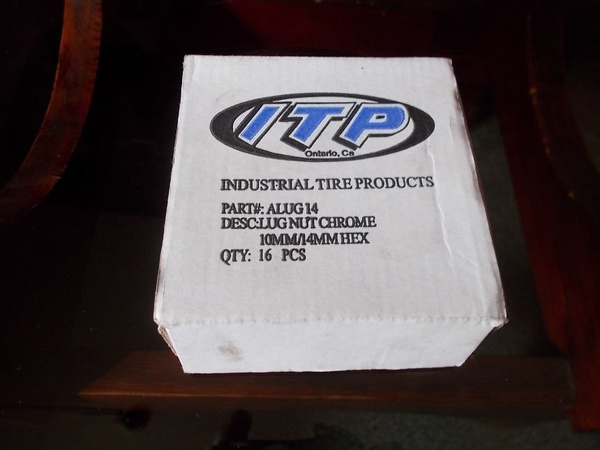 ITP
Ontario, Ca
INDUSTRIAL TIRE PRODUCTS
PART#: ALUG14
DESC:LUG NUT CHROME
10MM/14MM HEX
QTY: 16 PCS